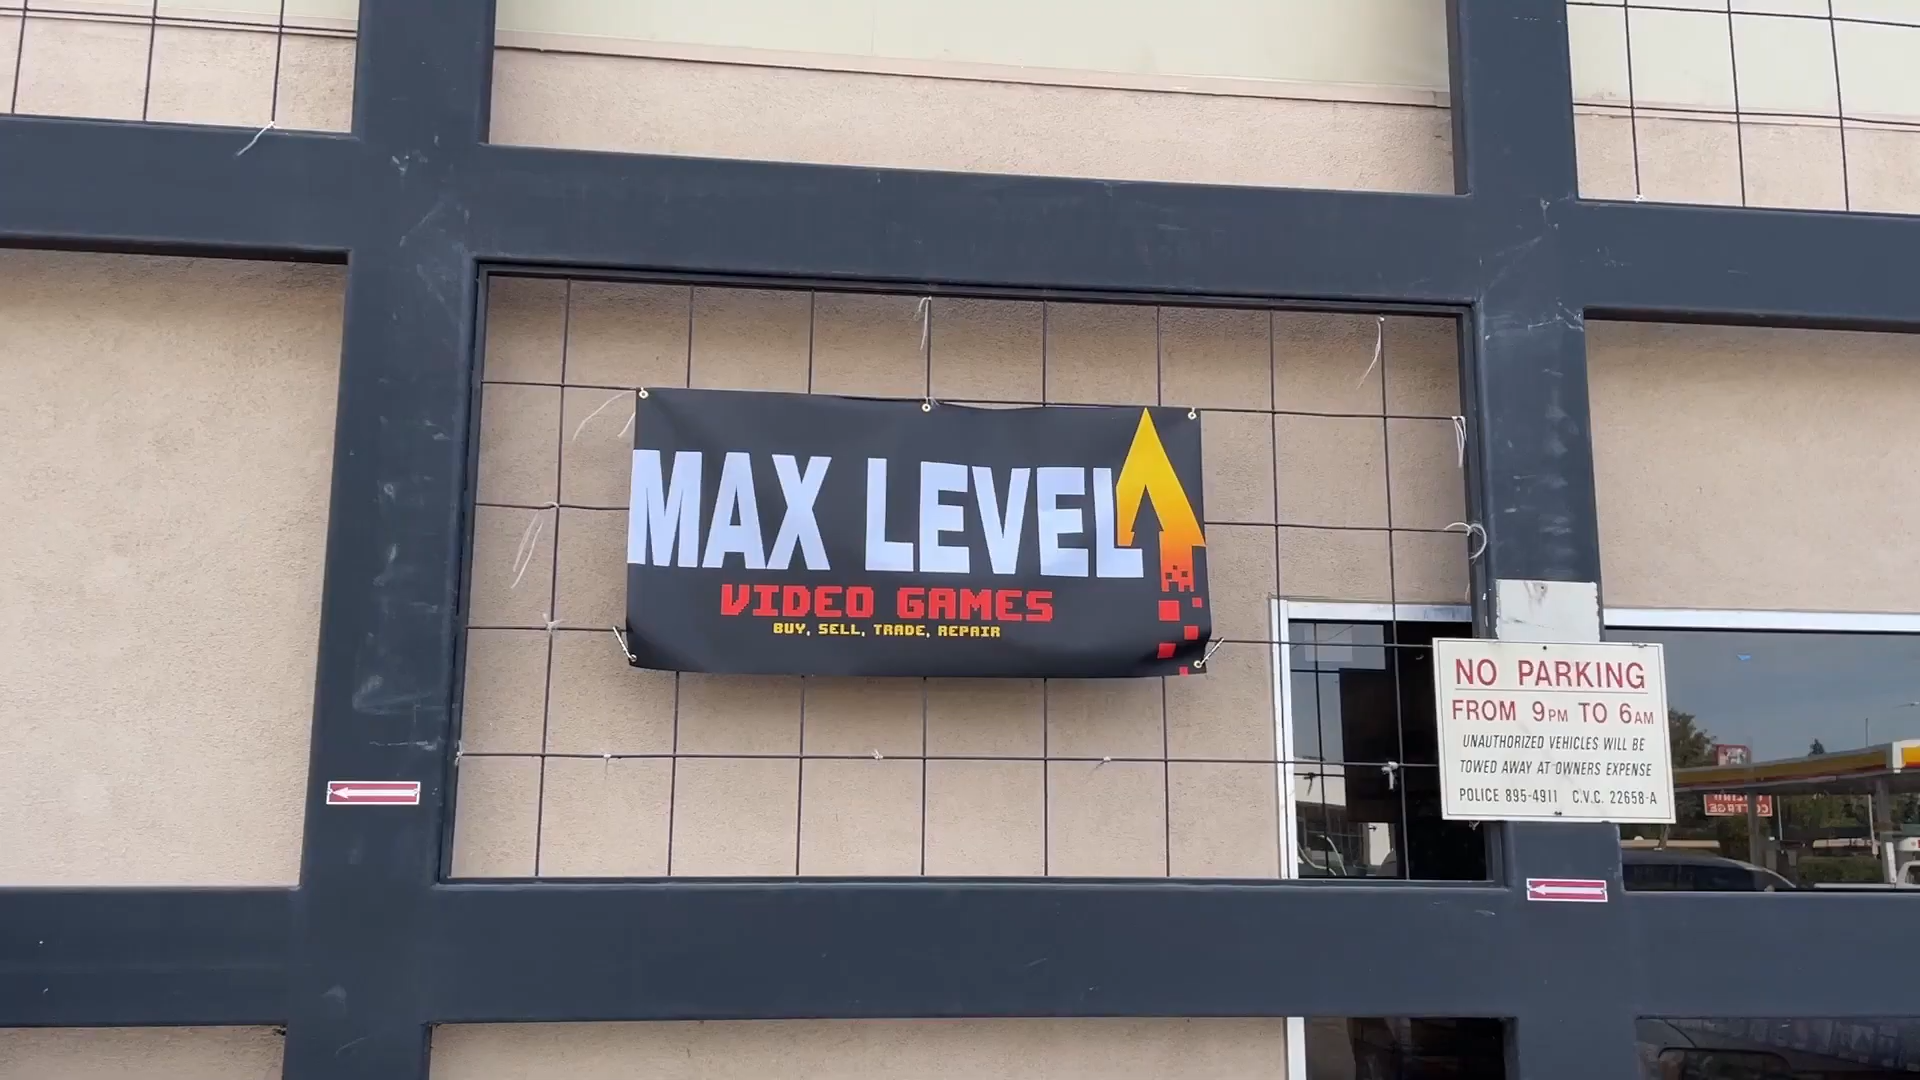 MAX LEVEL
VIDEO GAMES
BUY, SELL, TRADE, REPAIR
NO PARKING
FROM 9PM TO 6AM
UNAUTHORIZED VEHICLES WILL BE
TOWED AWAY AT OWNERS EXPENSE
POLICE 895-4911 C.V.C. 22658-A